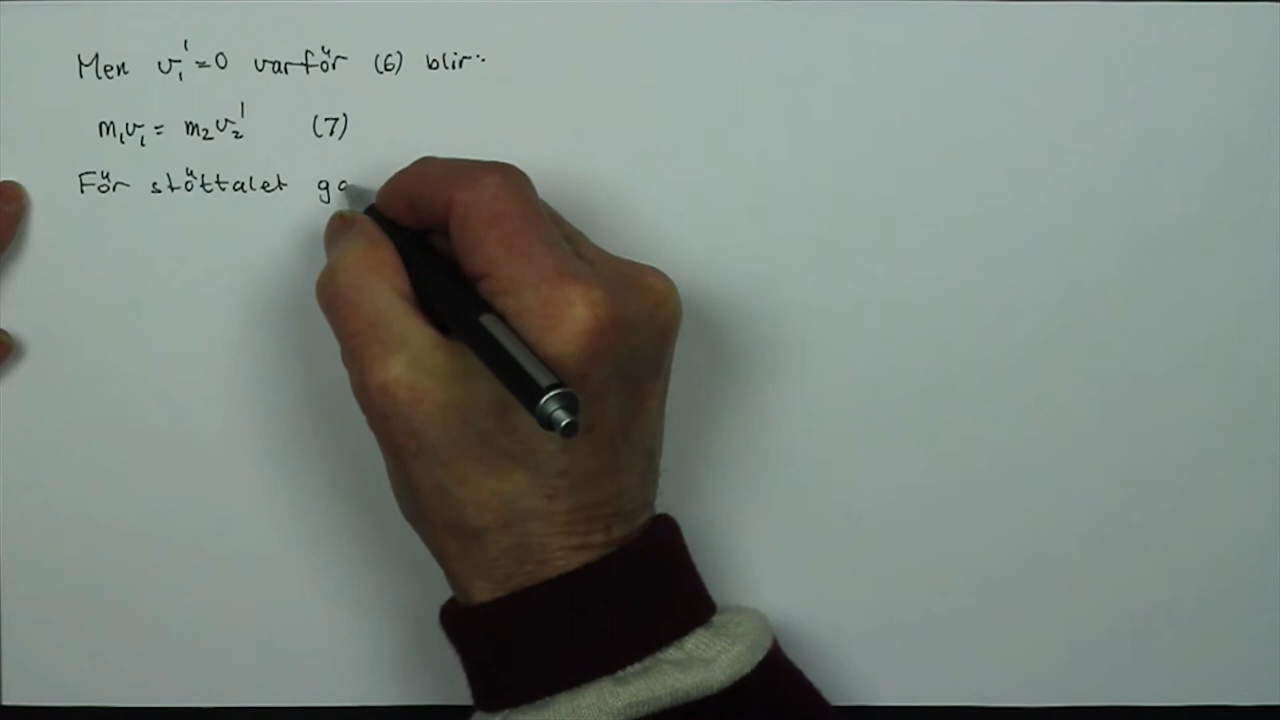 Men v₁' = 0 varför (6) blir:
m₁v₁ = m₂v₂' (7)
För stöttalet